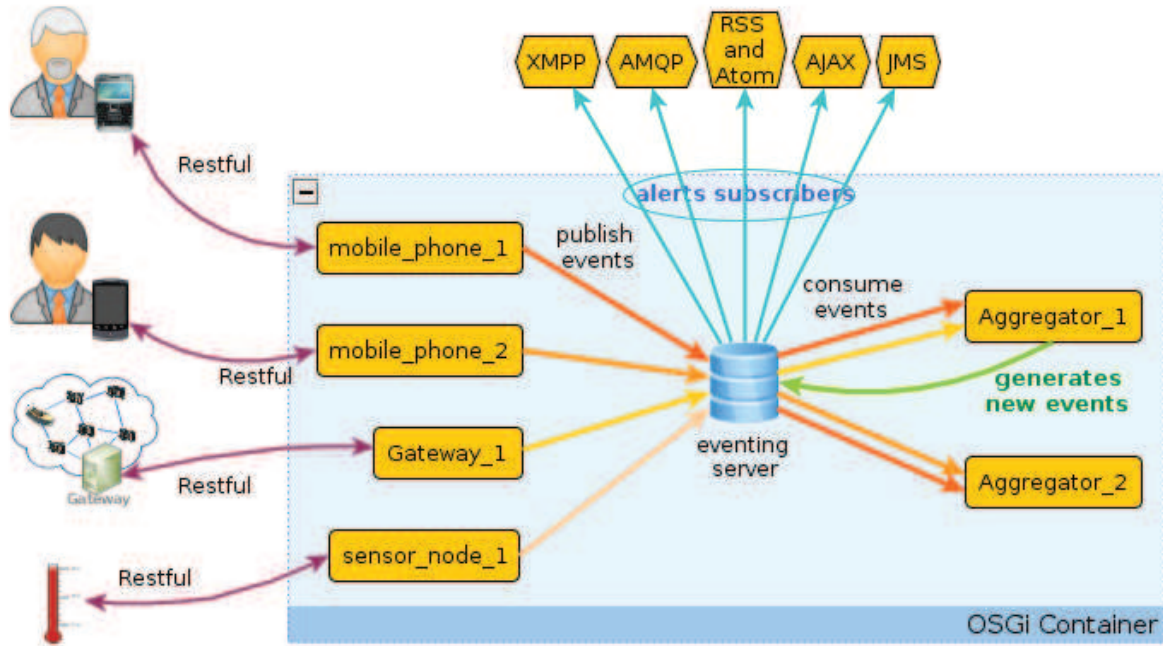 RSS
and
Atom
XMPP
AMQP
AJAX
JMS
Restful
alerts subscribers
mobile_phone_1
publish
events
consume
events
Aggregator_1
mobile_phone_2
Restful
generates
new events
Gateway_1
eventing
server
Restful
Gateway
Aggregator_2
sensor_node_1
Restful
OSGi Container